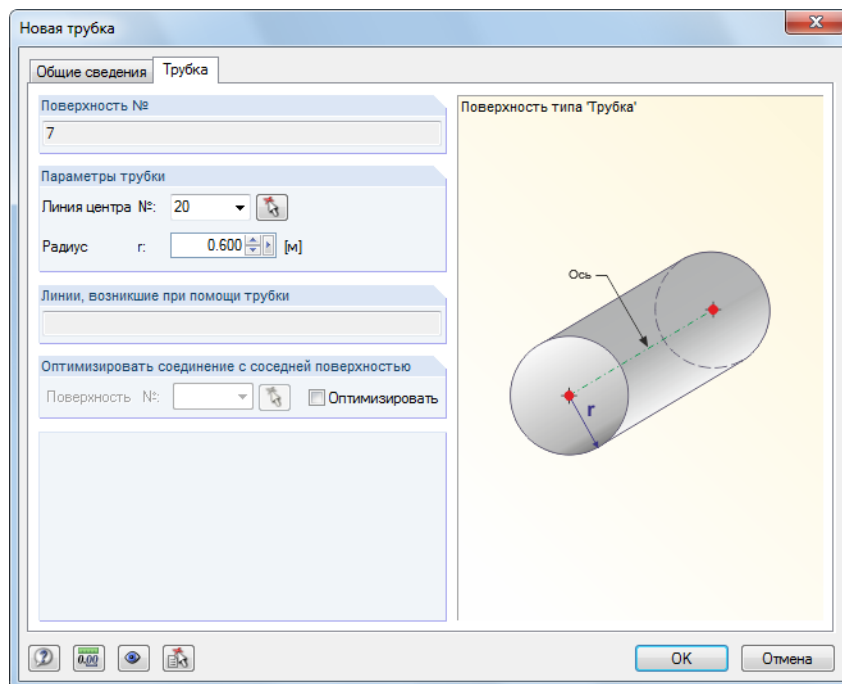 Новая трубка
Общие сведения
Трубка
Поверхность №
7
Параметры трубки
Линия центра №: 20
Радиус r: 0.600 [м]
Линии, возникшие при помощи трубки
Оптимизировать соединение с соседней поверхностью
Поверхность №: Оптимизировать
Поверхность типа 'Трубка'
Ось
r
0.00
OK
Отмена